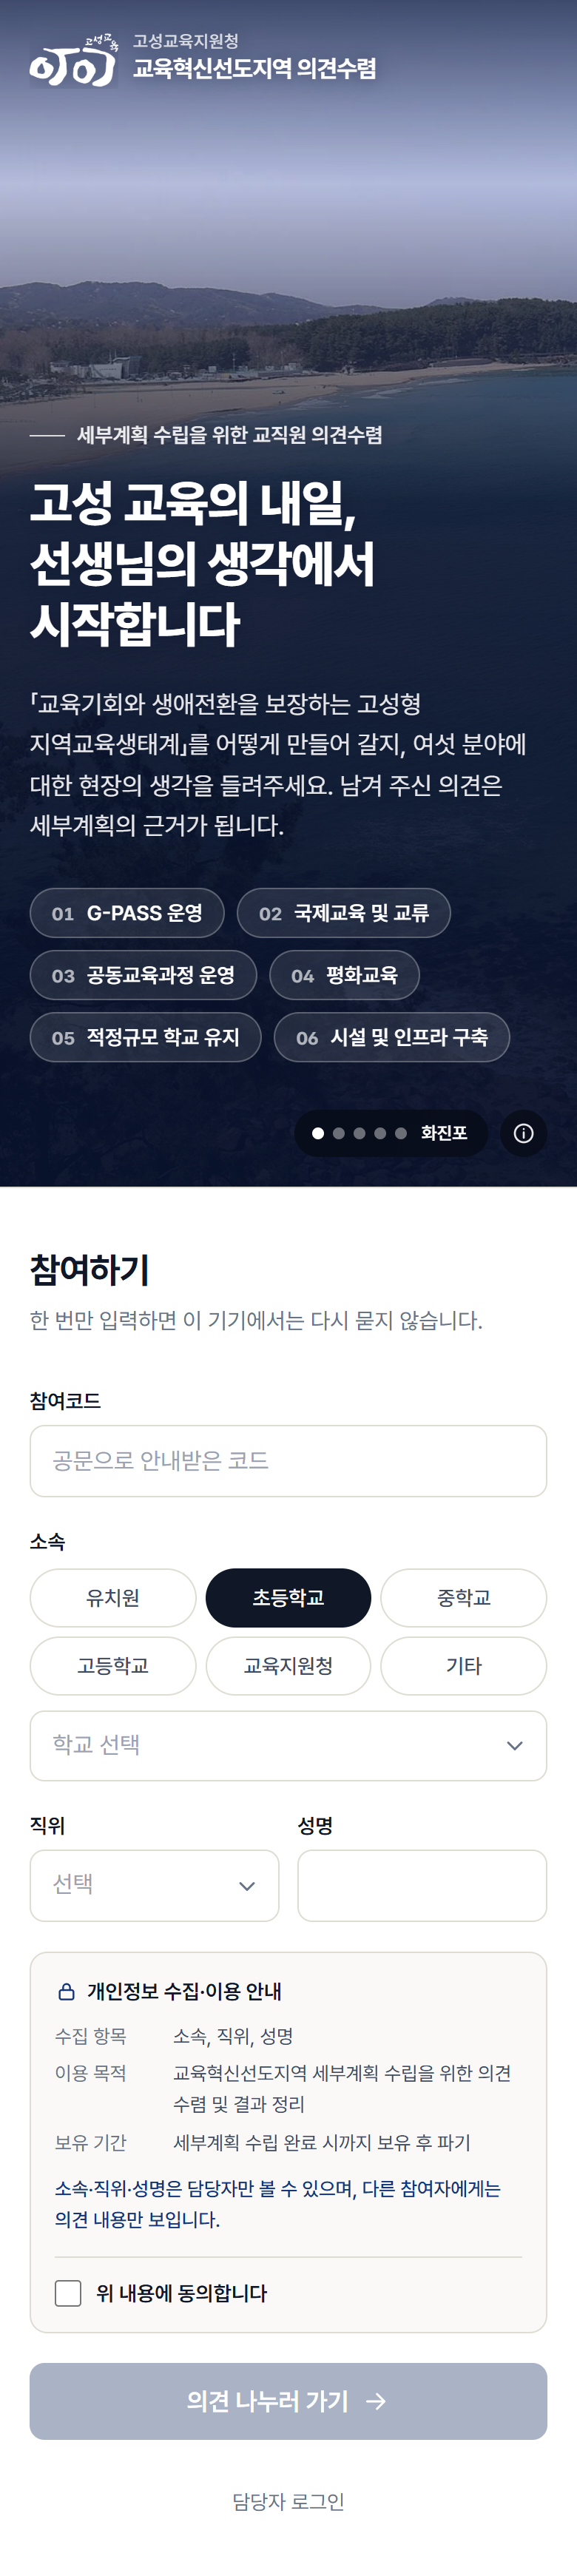 고성교육
아이
고성교육지원청
교육혁신선도지역 의견수렴
세부계획 수립을 위한 교직원 의견수렴
고성 교육의 내일,
선생님의 생각에서
시작합니다
「교육기회와 생애전환을 보장하는 고성형
지역교육생태계」를 어떻게 만들어 갈지, 여섯 분야에
대한 현장의 생각을 들려주세요. 남겨 주신 의견은
세부계획의 근거가 됩니다.
01 G-PASS 운영 02 국제교육 및 교류
03 공동교육과정 운영 04 평화교육
05 적정규모 학교 유지 06 시설 및 인프라 구축
화진포
참여하기
한 번만 입력하면 이 기기에서는 다시 묻지 않습니다.
참여코드
공문으로 안내받은 코드
소속
유치원 초등학교 중학교
고등학교 교육지원청 기타
학교 선택
직위 성명
선택
개인정보 수집·이용 안내
수집 항목 소속, 직위, 성명
이용 목적 교육혁신선도지역 세부계획 수립을 위한 의견
수렴 및 결과 정리
보유 기간 세부계획 수립 완료 시까지 보유 후 파기
소속·직위·성명은 담당자만 볼 수 있으며, 다른 참여자에게는
의견 내용만 보입니다.
위 내용에 동의합니다
의견 나누러 가기 →
담당자 로그인